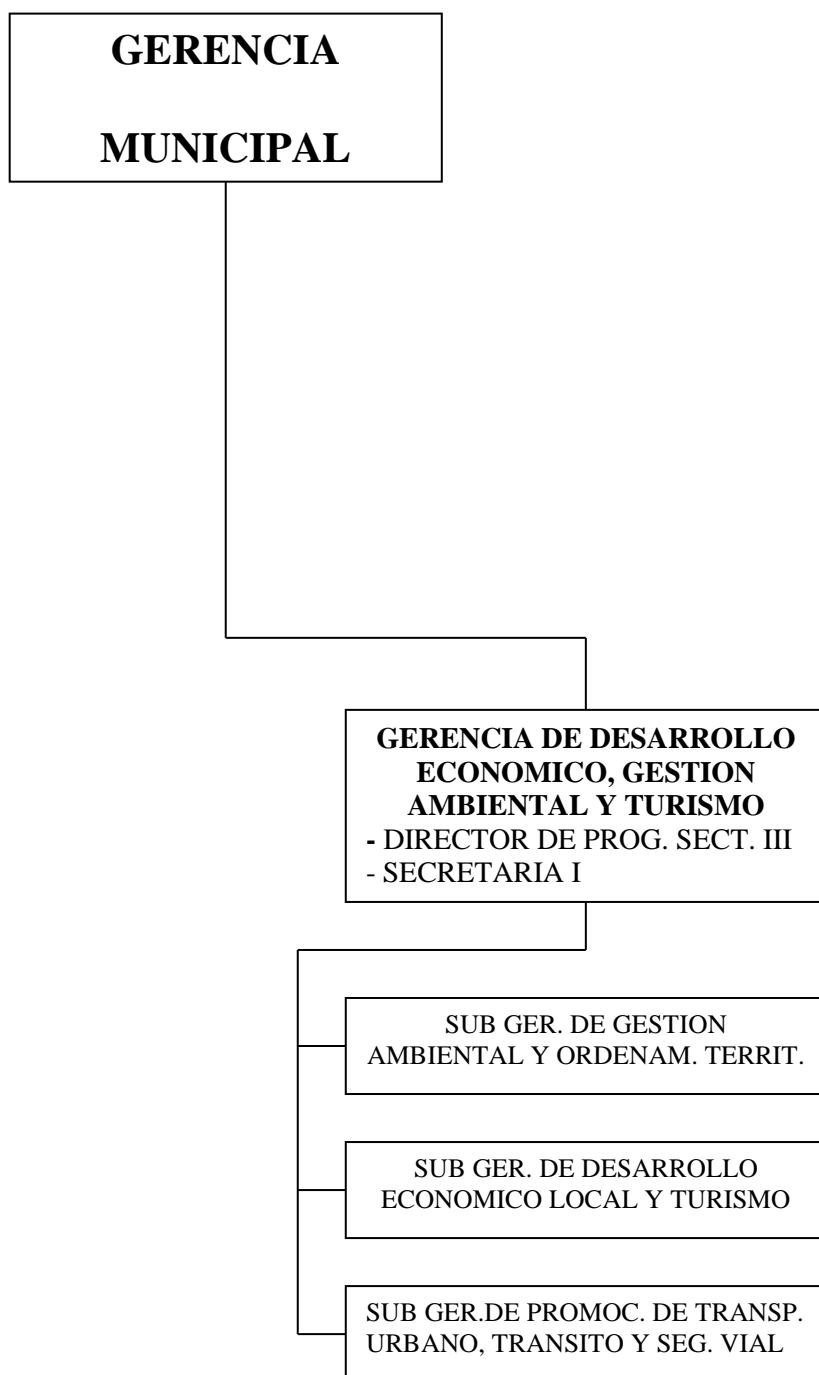 GERENCIA
MUNICIPAL
GERENCIA DE DESARROLLO
ECONOMICO, GESTION
AMBIENTAL Y TURISMO
- DIRECTOR DE PROG. SECT. III
- SECRETARIA I
SUB GER. DE GESTION
AMBIENTAL Y ORDENAM. TERRIT.
SUB GER. DE DESARROLLO
ECONOMICO LOCAL Y TURISMO
SUB GER.DE PROMOC. DE TRANSP.
URBANO, TRANSITO Y SEG. VIAL